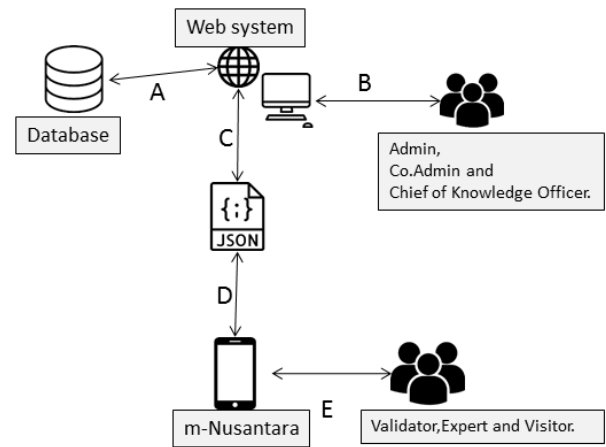 Web system
A
B
Database
C
Admin,
Co.Admin and
Chief of Knowledge Officer.
{;}
JSON
D
E
m-Nusantara
Validator,Expert and Visitor.